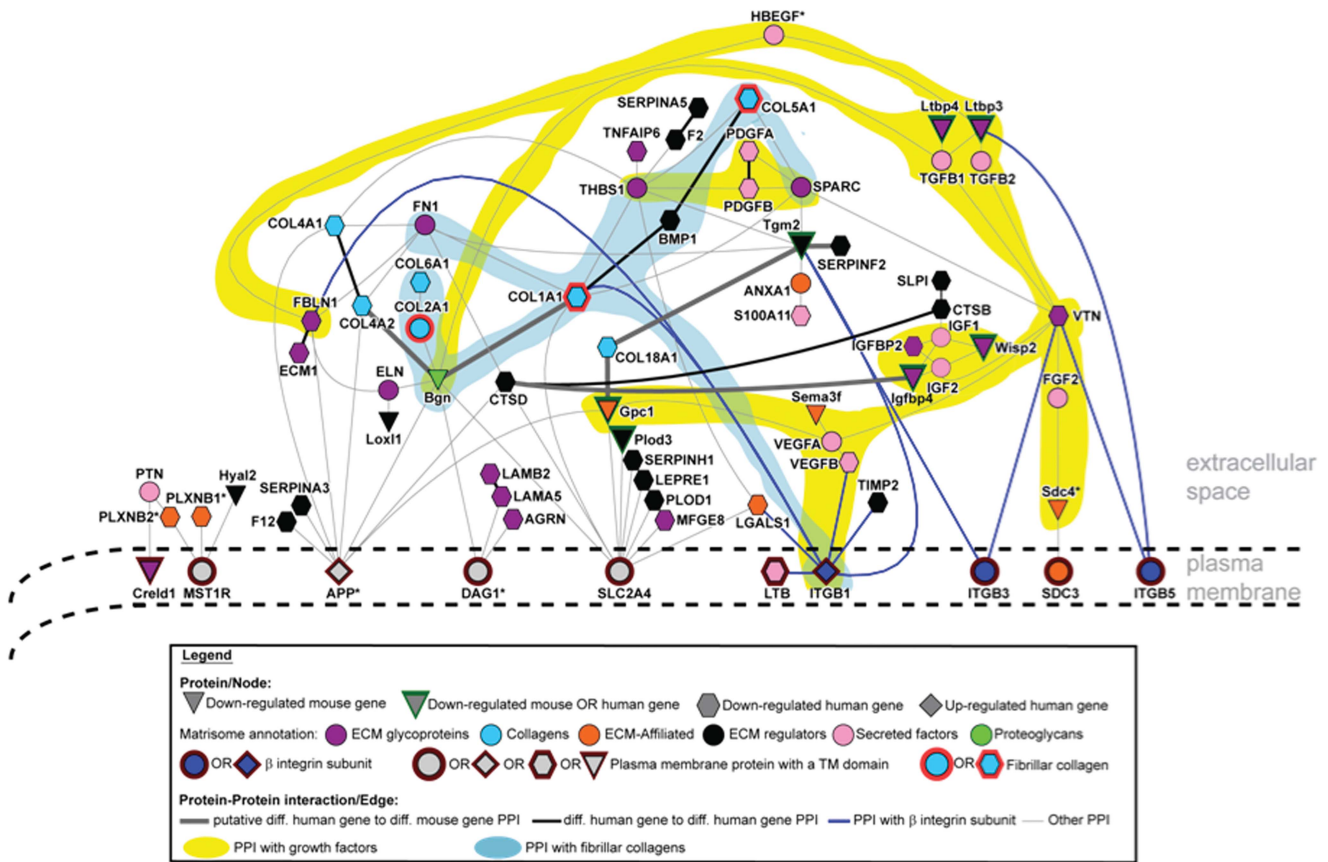 HBEGF*
SERPINA5
COL5A1
Ltbp4 Ltbp3
TNFAIP6
F2
PDGFA
TGFB1
TGFB2
THBS1
PDGFB
SPARC
COL4A1
FN1
BMP1
Tgm2
SERPINF2
COL6A1
SLPI
ANXA1
FBLN1
COL4A2
COL2A1
COL1A1
S100A11
CTSB
VTN
IGF1
IGFBP2
Wisp2
COL18A1
ECM1
ELN
Bgn
CTSD
IGF2
Igfbp4
FGF2
Sema3f
Gpc1
Loxl1
Plod3
VEGFA
SERPINH1
VEGFB
PTN
Hyal2
LAMB2
LEPRE1
TIMP2
extracellular
space
PLXNB1*
SERPINA3
LAMA5
PLOD1
Sdc4*
PLXNB2*
F12
AGRN
MFGE8
LGALS1
plasma
membrane
Creld1 MST1R APP* DAG1* SLC2A4 LTB ITGB1 ITGB3 SDC3 ITGB5
Legend
Protein/Node:
Down-regulated mouse gene Down-regulated mouse OR human gene Down-regulated human gene Up-regulated human gene
Matrisome annotation: ECM glycoproteins Collagens ECM-Affiliated ECM regulators Secreted factors Proteoglycans
OR β integrin subunit OR OR OR Plasma membrane protein with a TM domain OR Fibrillar collagen
Protein-Protein interaction/Edge:
putative diff. human gene to diff. mouse gene PPI diff. human gene to diff. human gene PPI PPI with β integrin subunit Other PPI
PPI with growth factors PPI with fibrillar collagens